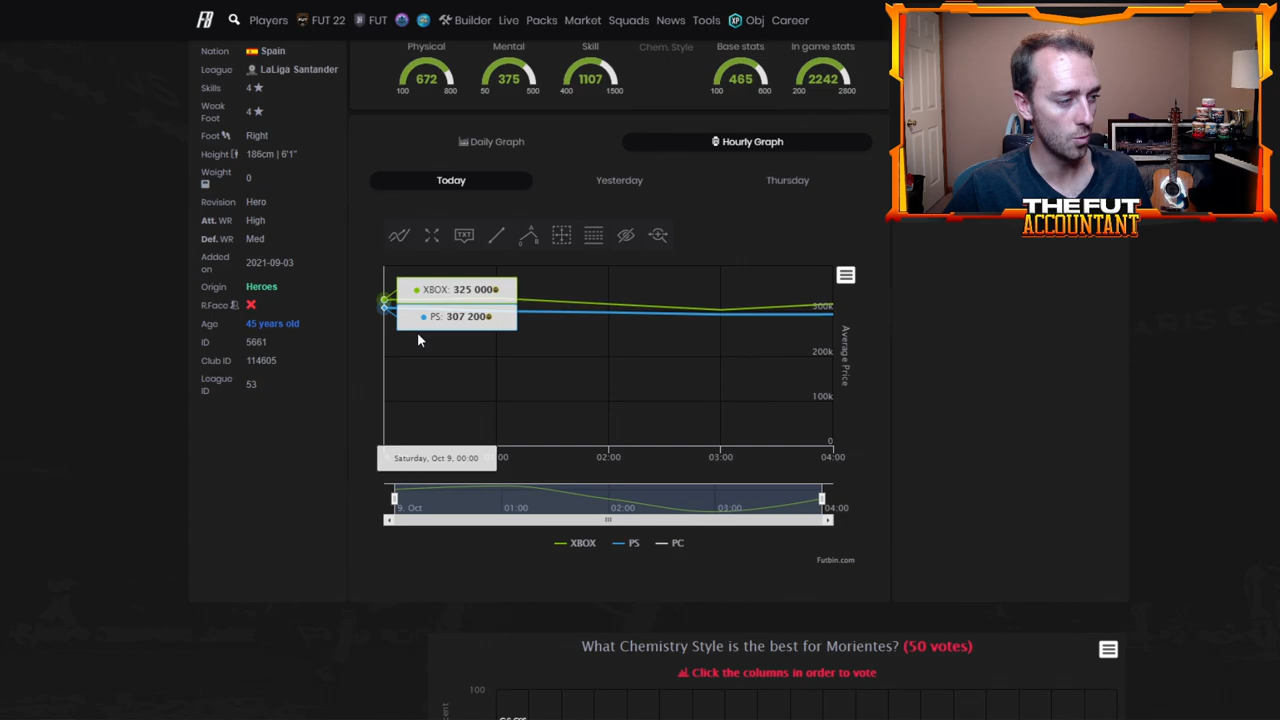 FB Players FUT 22 FUT Builder Live Packs Market Squads News Tools XP Obj Career
Nation Spain
League LaLiga Santander
Skills 4
Weak Foot 4
Foot Right
Height 186cm | 6'1"
Weight 0
Revision Hero
Att. WR High
Def. WR Med
Added on 2021-09-03
Origin Heroes
R.Face
Age 45 years old
ID 5661
Club ID 114605
League ID 53
Physical Mental Skill Chem. Style Base stats In game stats
672 375 1107 465 2242
100 800 50 500 400 1500 100 600 200 2800
Daily Graph Hourly Graph
Today Yesterday Thursday
TXT
XBOX: 325 000
PS: 307 200
300k
200k
100k
0
Average Price
Saturday, Oct 9, 00:00
02:00 03:00 04:00
9. Oct 01:00 02:00 03:00 04:00
XBOX PS PC
Futbin.com
What Chemistry Style is the best for Morientes? (50 votes)
Click the columns in order to vote
100
THE FUT
ACCOUNTANT